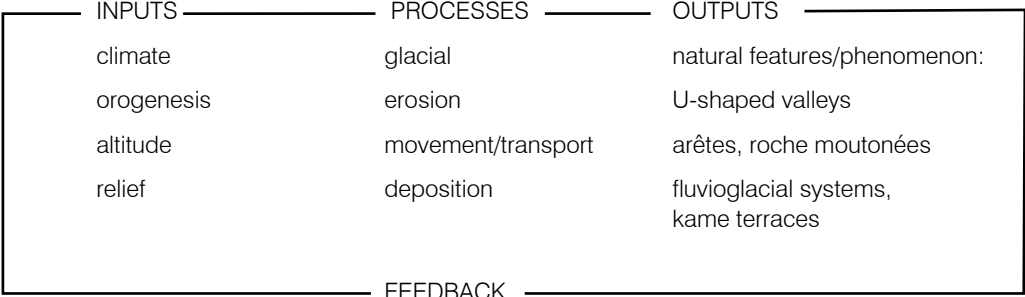 INPUTS PROCESSES OUTPUTS
climate glacial natural features/phenomenon:
orogenesis erosion U-shaped valleys
altitude movement/transport arêtes, roche moutonées
relief deposition fluvioglacial systems,
kame terraces
FEEDBACK